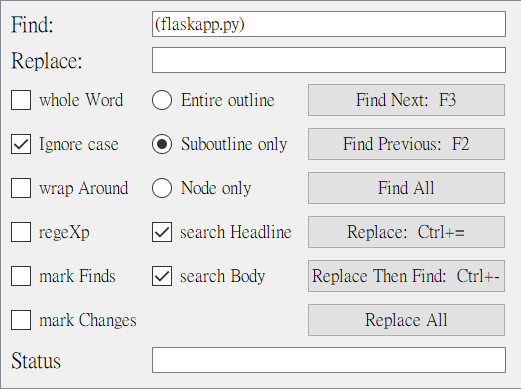 Find: (flaskapp.py)
Replace:
whole Word Entire outline Find Next: F3
Ignore case Suboutline only Find Previous: F2
wrap Around Node only Find All
regeXp search Headline Replace: Ctrl+=
mark Finds search Body Replace Then Find: Ctrl+-
mark Changes Replace All
Status